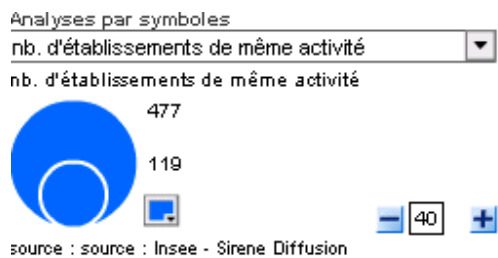 Analyses par symboles
nb. d'établissements de même activité
nb. d'établissements de même activité
477
119
40
source : source : Insee - Sirene Diffusion